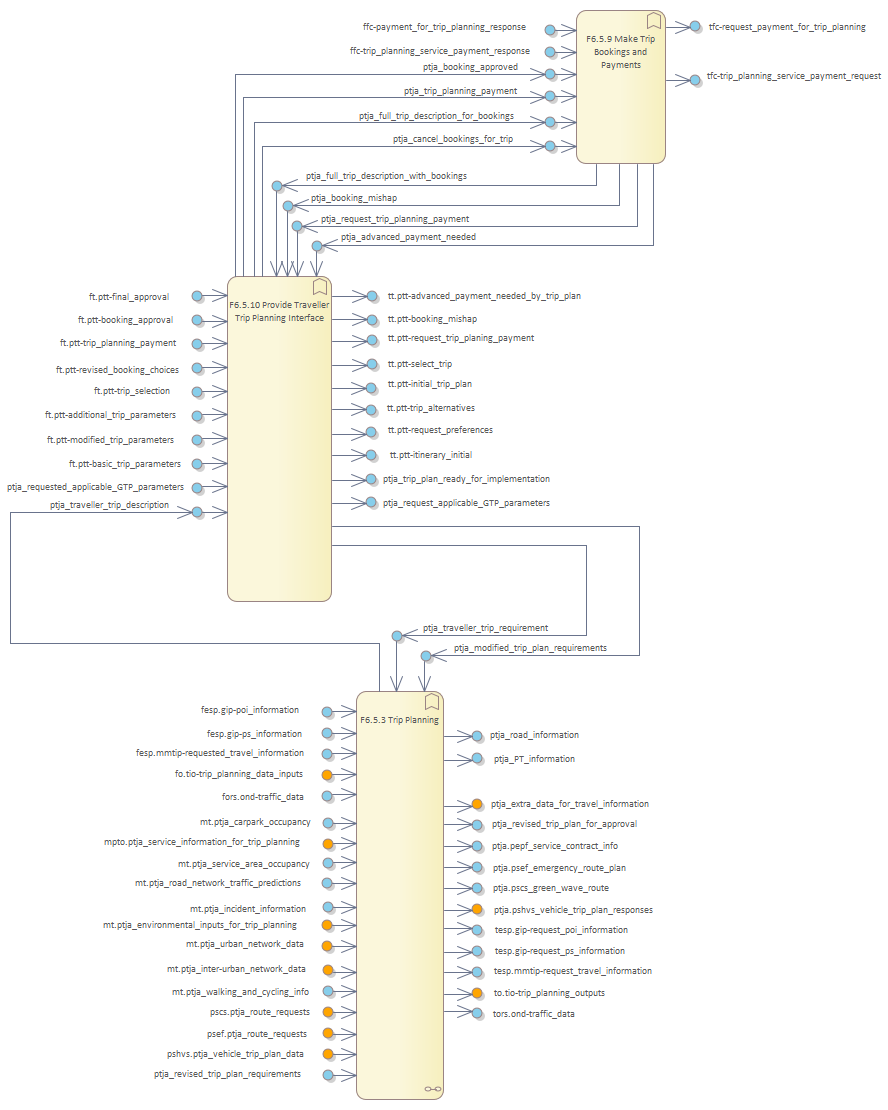 ffc-payment_for_trip_planning_response
ffc-trip_planning_service_payment_response
ptja_booking_approved
ptja_trip_planning_payment
ptja_full_trip_description_for_bookings
ptja_cancel_bookings_for_trip
F6.5.9 Make Trip
Bookings and
Payments
tfc-request_payment_for_trip_planning
tfc-trip_planning_service_payment_request
ptja_full_trip_description_with_bookings
ptja_booking_mishap
ptja_request_trip_planning_payment
ptja_advanced_payment_needed
ft.ptt-final_approval
ft.ptt-booking_approval
ft.ptt-trip_planning_payment
ft.ptt-revised_booking_choices
ft.ptt-trip_selection
ft.ptt-additional_trip_parameters
ft.ptt-modified_trip_parameters
ft.ptt-basic_trip_parameters
ptja_requested_applicable_GTP_parameters
ptja_traveller_trip_description
F6.5.10 Provide Traveller
Trip Planning Interface
tt.ptt-advanced_payment_needed_by_trip_plan
tt.ptt-booking_mishap
tt.ptt-request_trip_planing_payment
tt.ptt-select_trip
tt.ptt-initial_trip_plan
tt.ptt-trip_alternatives
tt.ptt-request_preferences
tt.ptt-itinerary_initial
ptja_trip_plan_ready_for_implementation
ptja_request_applicable_GTP_parameters
ptja_traveller_trip_requirement
ptja_modified_trip_plan_requirements
fesp.gip-poi_information
fesp.gip-ps_information
fesp.mmtip-requested_travel_information
fo.tio-trip_planning_data_inputs
fors.ond-traffic_data
mt.ptja_carpark_occupancy
mpto.ptja_service_information_for_trip_planning
mt.ptja_service_area_occupancy
mt.ptja_road_network_traffic_predictions
mt.ptja_incident_information
mt.ptja_environmental_inputs_for_trip_planning
mt.ptja_urban_network_data
mt.ptja_inter-urban_network_data
mt.ptja_walking_and_cycling_info
pscs.ptja_route_requests
psef.ptja_route_requests
pshvs.ptja_vehicle_trip_plan_data
ptja_revised_trip_plan_requirements
F6.5.3 Trip Planning
ptja_road_information
ptja_PT_information
ptja_extra_data_for_travel_information
ptja_revised_trip_plan_for_approval
ptja.pepf_service_contract_info
ptja.psef_emergency_route_plan
ptja.pscs_green_wave_route
ptja.pshvs_vehicle_trip_plan_responses
tesp.gip-request_poi_information
tesp.gip-request_ps_information
tesp.mmtip-request_travel_information
to.tio-trip_planning_outputs
tors.ond-traffic_data